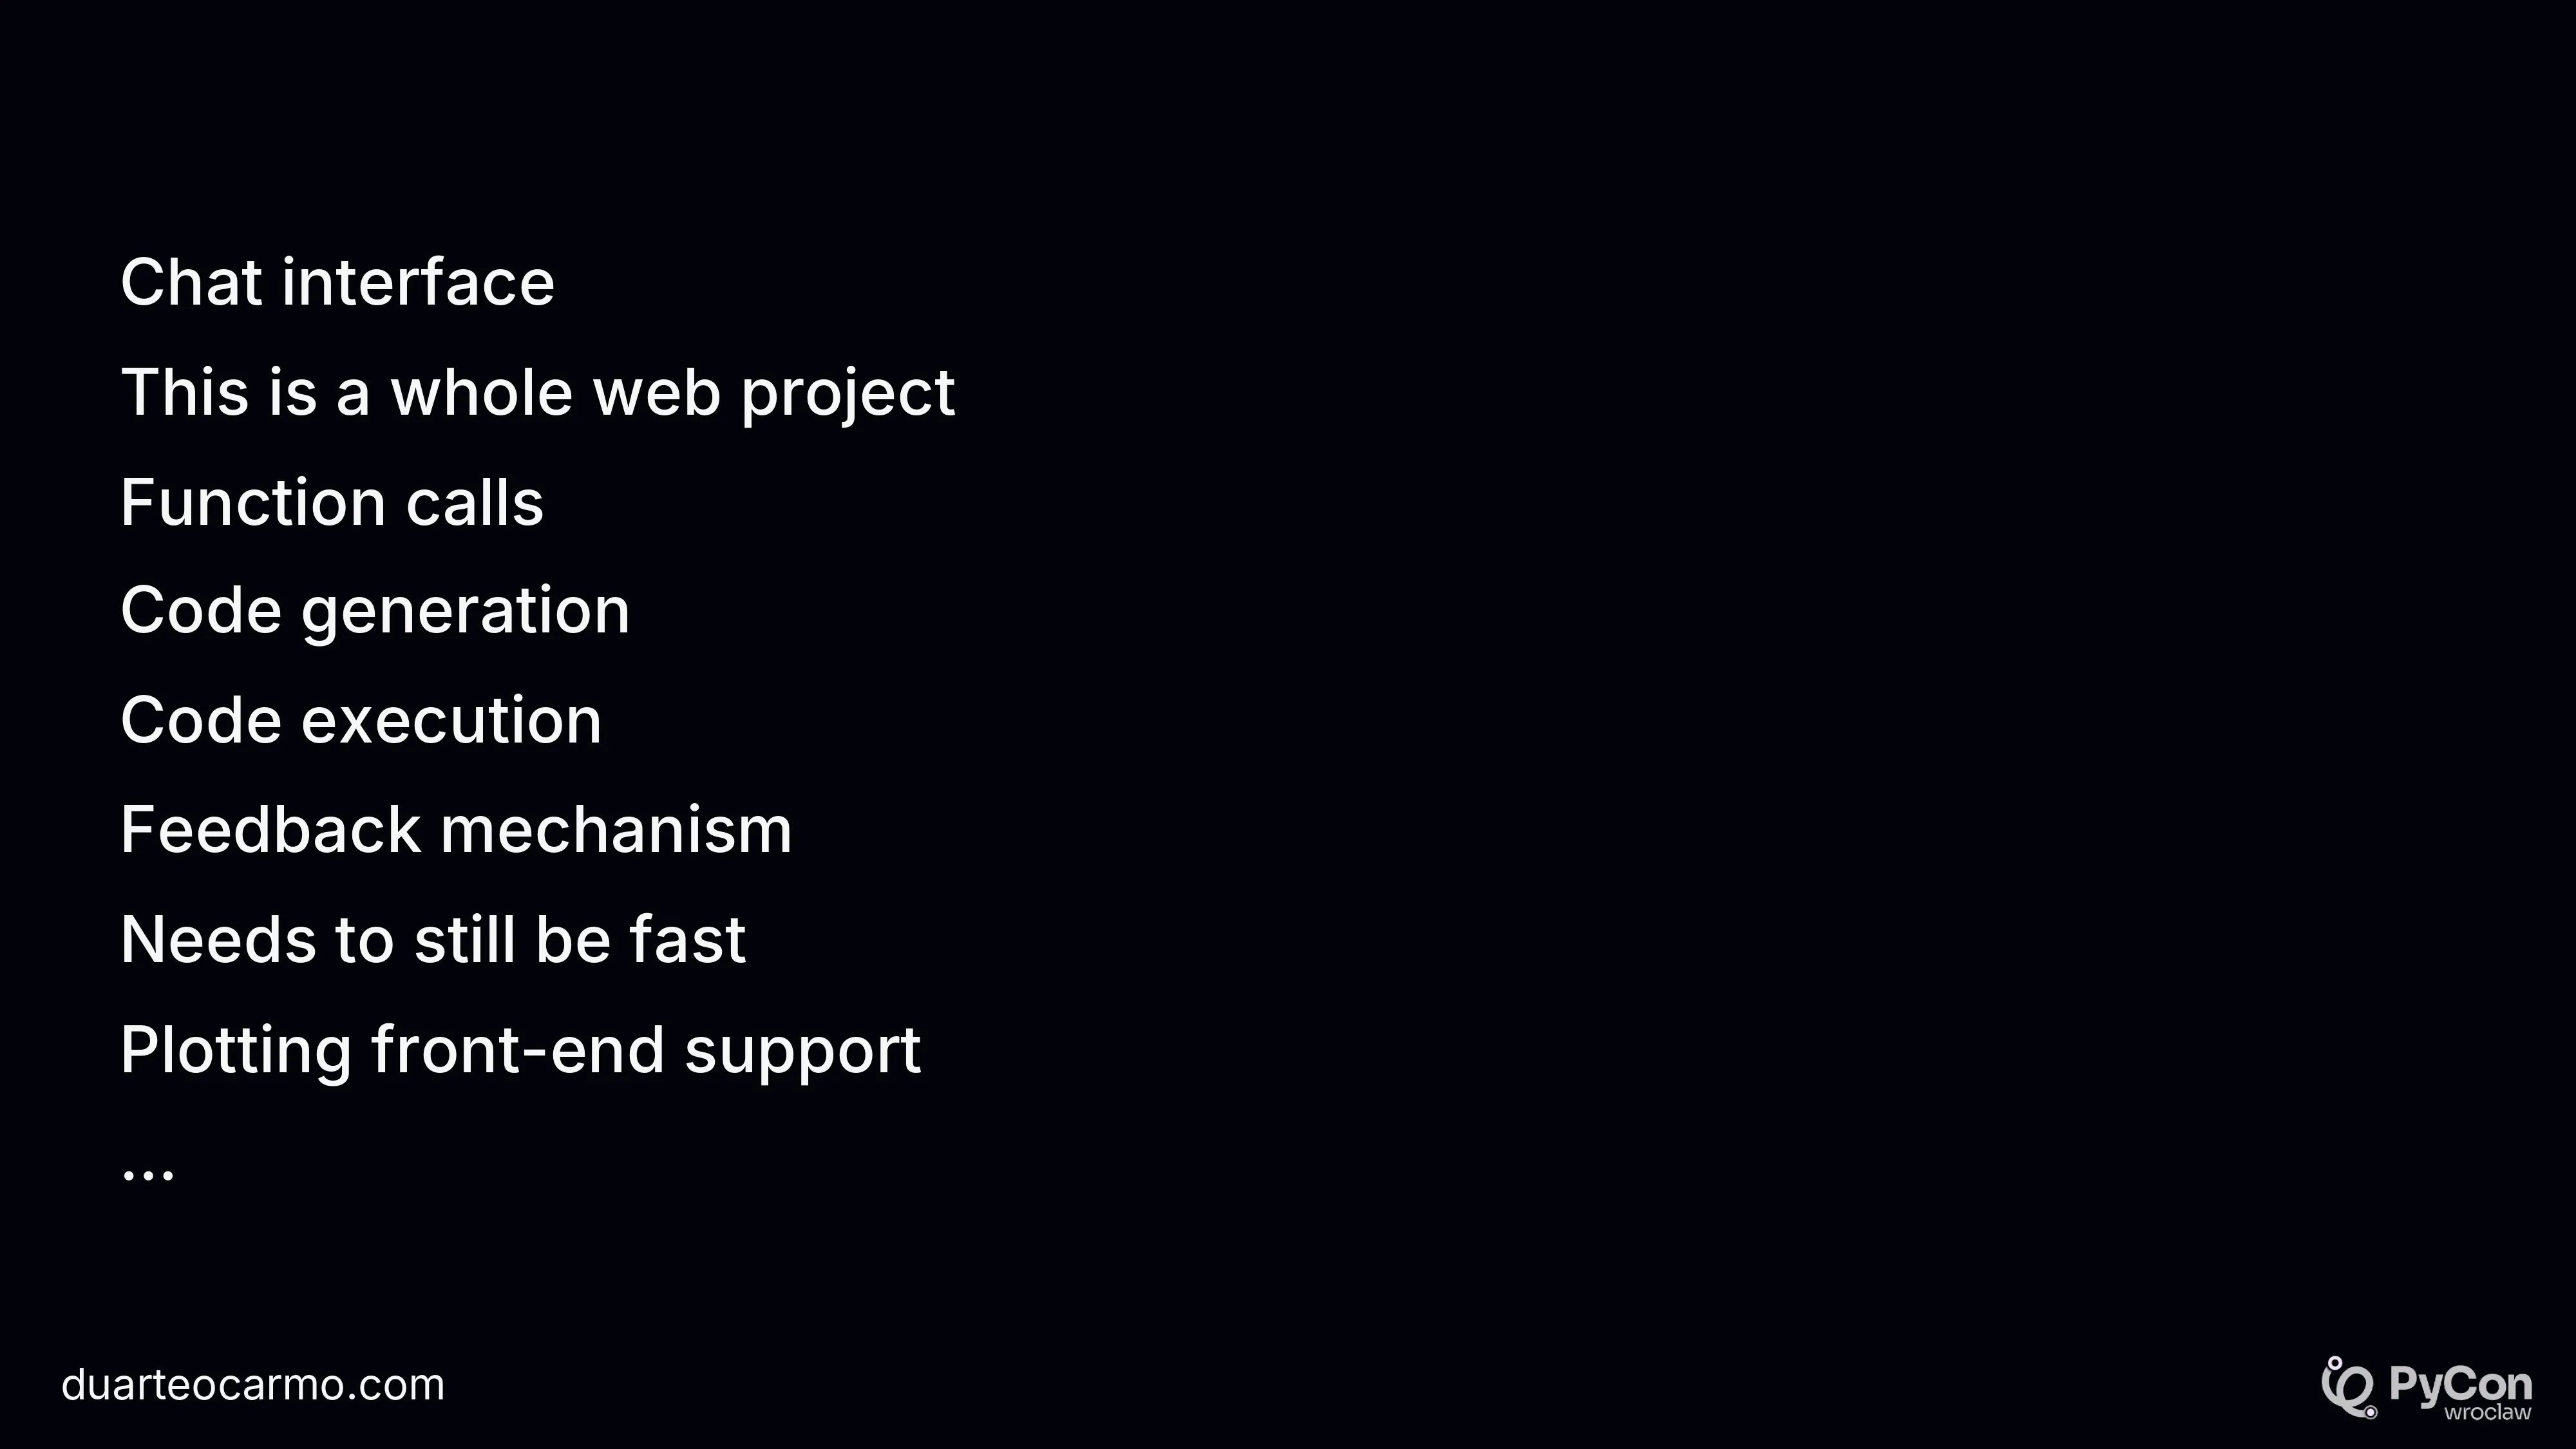 Chat interface
This is a whole web project
Function calls
Code generation
Code execution
Feedback mechanism
Needs to still be fast
Plotting front-end support
...
duarteocarmo.com
PyCon
wroclaw